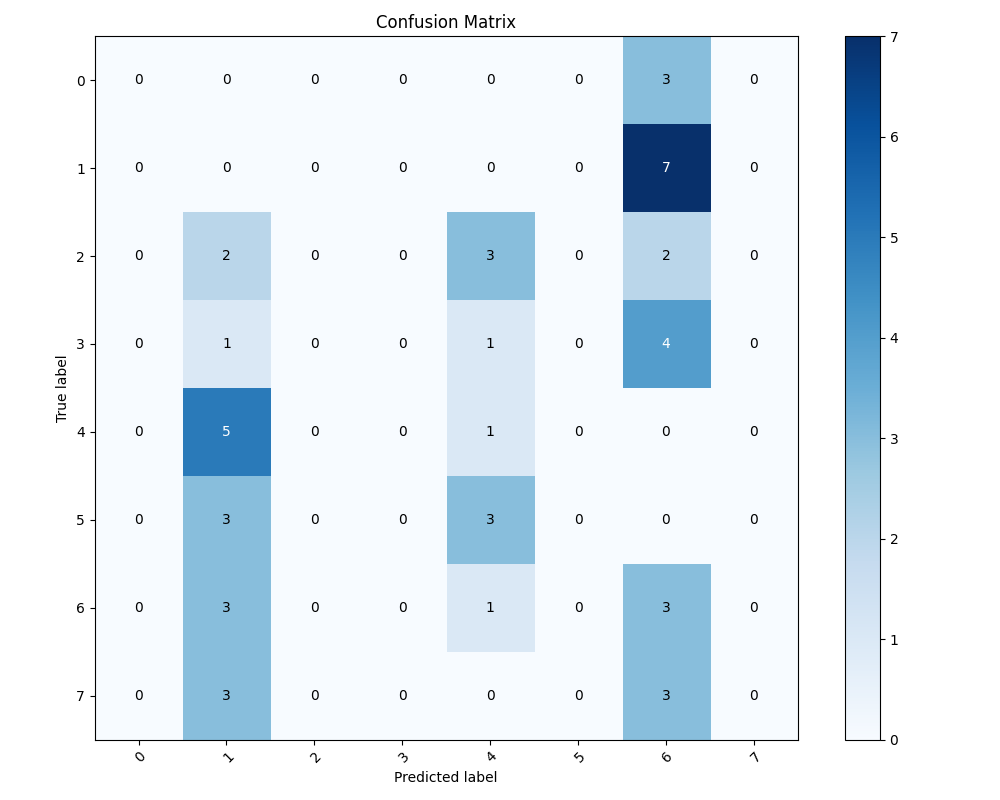 Confusion Matrix
0 0 0 0 0 0 0 3 0
1 0 0 0 0 0 0 7 0
2 0 2 0 0 3 0 2 0
3 0 1 0 0 1 0 4 0
4 0 5 0 0 1 0 0 0
5 0 3 0 0 3 0 0 0
6 0 3 0 0 1 0 3 0
7 0 3 0 0 0 0 3 0
0 1 2 3 4 5 6 7
True label
Predicted label
7
6
5
4
3
2
1
0